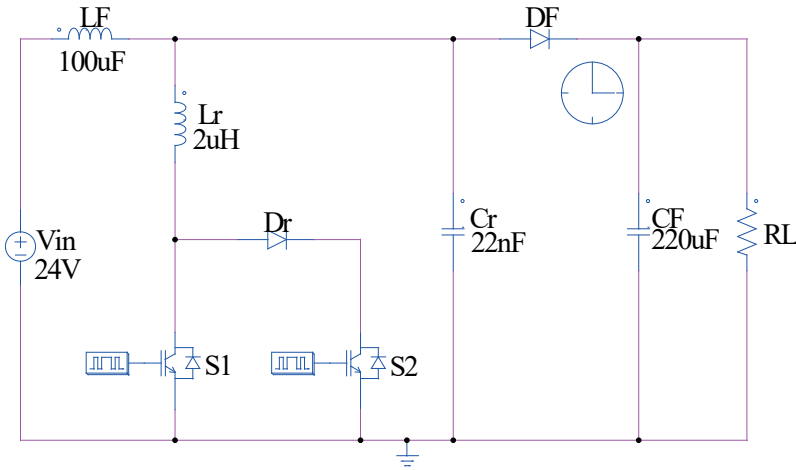 LF
100uF
DF
Lr
2uH
Dr
Cr
22nF
CF
220uF
RL
Vin
24V
S1
S2